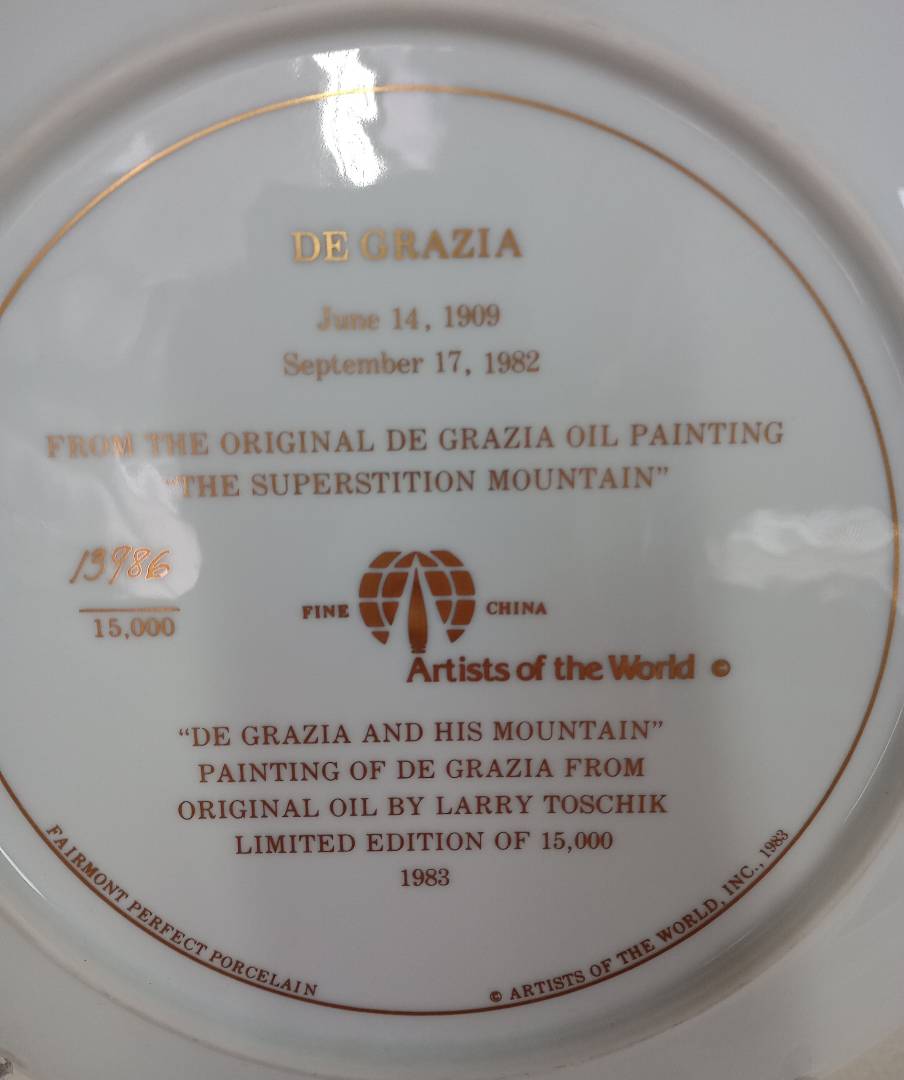 DE GRAZIA
June 14, 1909
September 17, 1982
FROM THE ORIGINAL DE GRAZIA OIL PAINTING
"THE SUPERSTITION MOUNTAIN"
13986
15,000
FINE CHINA
Artists of the World ©
"DE GRAZIA AND HIS MOUNTAIN"
PAINTING OF DE GRAZIA FROM
ORIGINAL OIL BY LARRY TOSCHIK
LIMITED EDITION OF 15,000
1983
FAIRMONT PERFECT PORCELAIN
© ARTISTS OF THE WORLD, INC., 1983